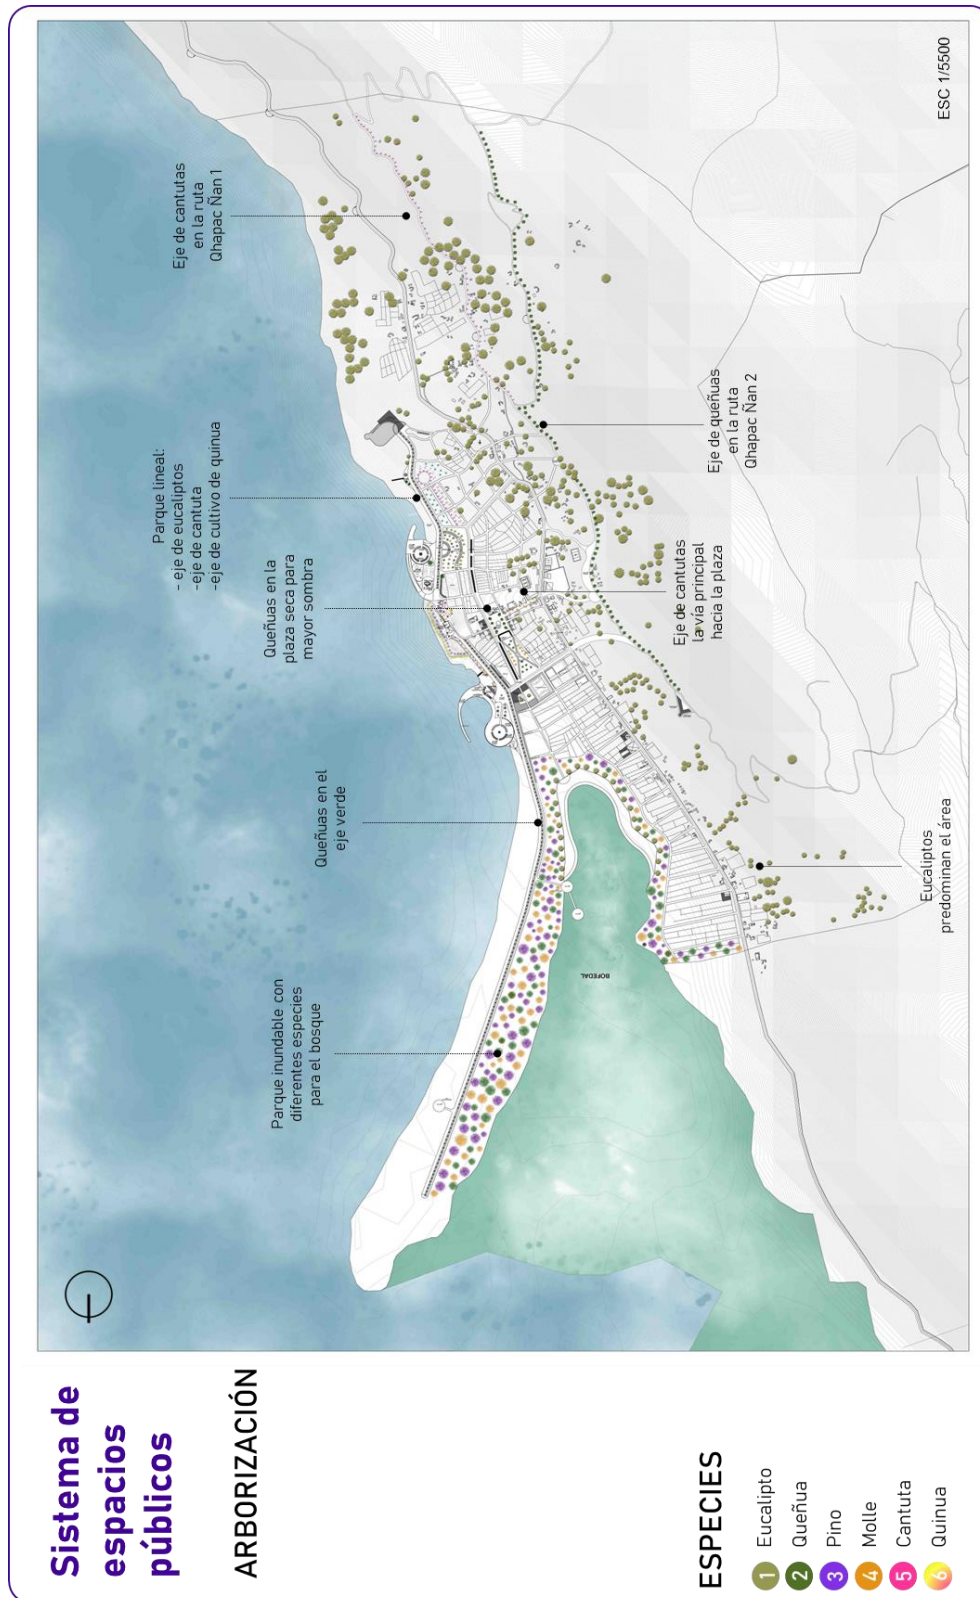 Sistema de
espacios
públicos
ARBORIZACIÓN
ESPECIES
1 Eucalipto
2 Queñua
3 Pino
4 Molle
5 Cantuta
6 Quinua
Parque inundable con
diferentes especies
para el bosque
Queñuas en el
eje verde
Queñuas en la
plaza seca para
mayor sombra
Parque lineal:
- eje de eucaliptos
-eje de cantuta
-eje de cultivo de quinua
Eje de cantutas
en la ruta
Qhapac Ñan 1
BOFEDAL
Eucaliptos
predominan el área
Eje de cantutas
la vía principal
hacia la plaza
Eje de queñuas
en la ruta
Qhapac Ñan 2
ESC 1/5500